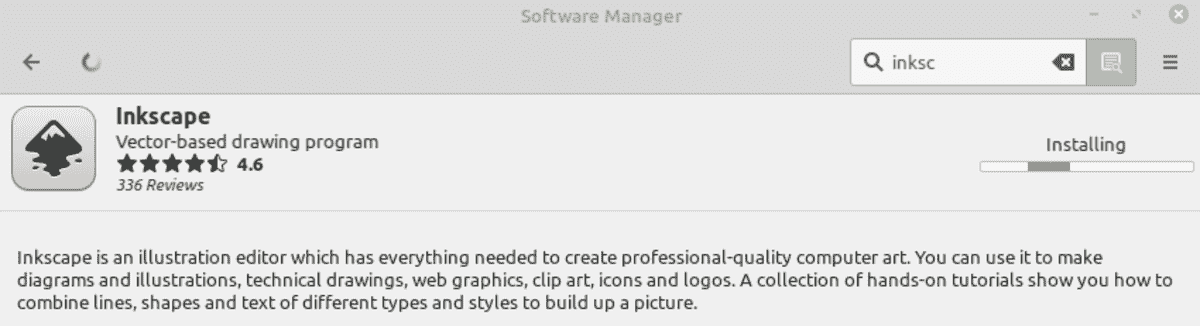 Software Manager
inksc
Inkscape
Vector-based drawing program
4.6
336 Reviews
Installing
Inkscape is an illustration editor which has everything needed to create professional-quality computer art. You can use it to make
diagrams and illustrations, technical drawings, web graphics, clip art, icons and logos. A collection of hands-on tutorials show you how to
combine lines, shapes and text of different types and styles to build up a picture.